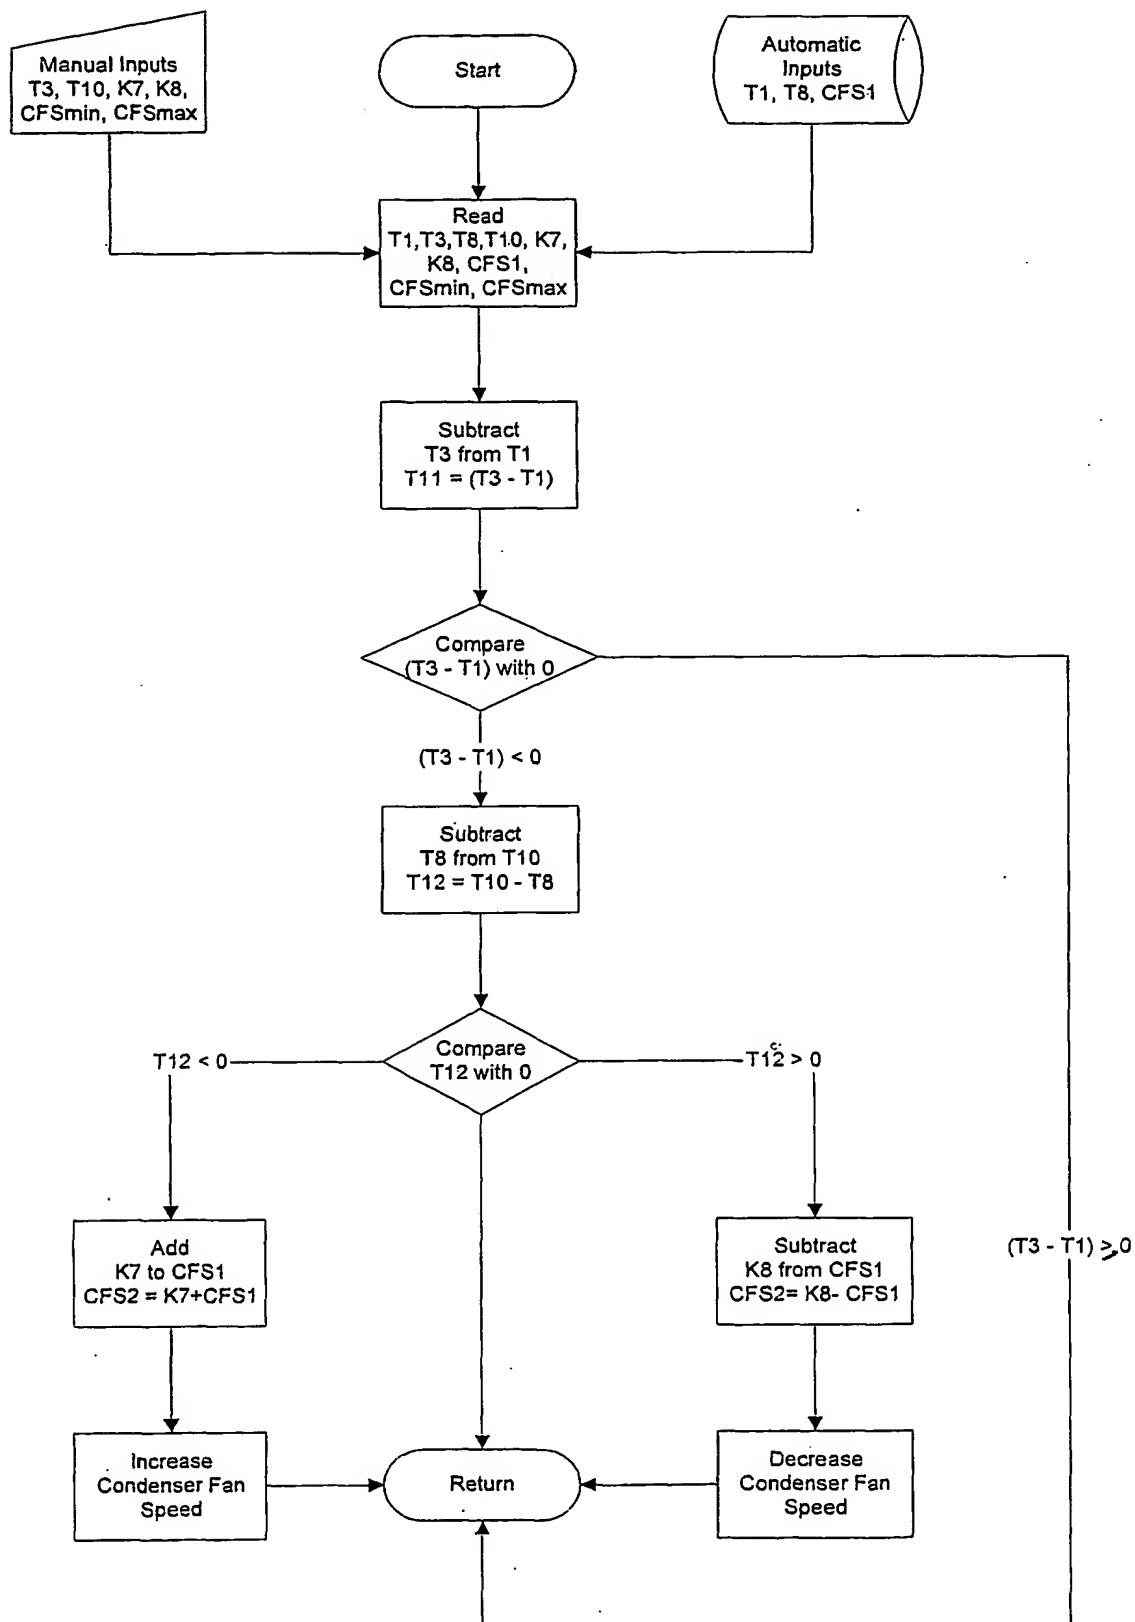 Manual Inputs
T3, T10, K7, K8,
CFSmin, CFSmax
Start
Automatic
Inputs
T1, T8, CFS1
Read
T1,T3,T8,T10, K7,
K8, CFS1,
CFSmin, CFSmax
Subtract
T3 from T1
T11 = (T3 - T1)
Compare
(T3 - T1) with 0
(T3 - T1) < 0
Subtract
T8 from T10
T12 = T10 - T8
Compare
T12 with 0
T12 < 0
T12 > 0
Add
K7 to CFS1
CFS2 = K7+CFS1
Subtract
K8 from CFS1
CFS2= K8- CFS1
(T3 - T1) ≥ 0
Increase
Condenser Fan
Speed
Return
Decrease
Condenser Fan
Speed